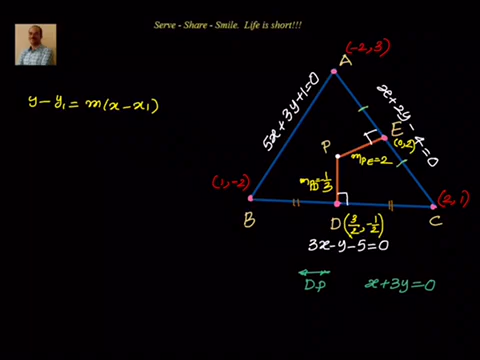 Serve - Share - Smile. Life is short!!!
y - y₁ = m(x - x₁)
A (-2, 3)
5x + 3y + 1 = 0
x + 2y - 4 = 0
E
(0, 2)
P
m_PE = 2
m_PD = -1/3
(1, -2)
(2, 1)
B
D (3/2, -1/2)
C
3x - y - 5 = 0
DP
x + 3y = 0